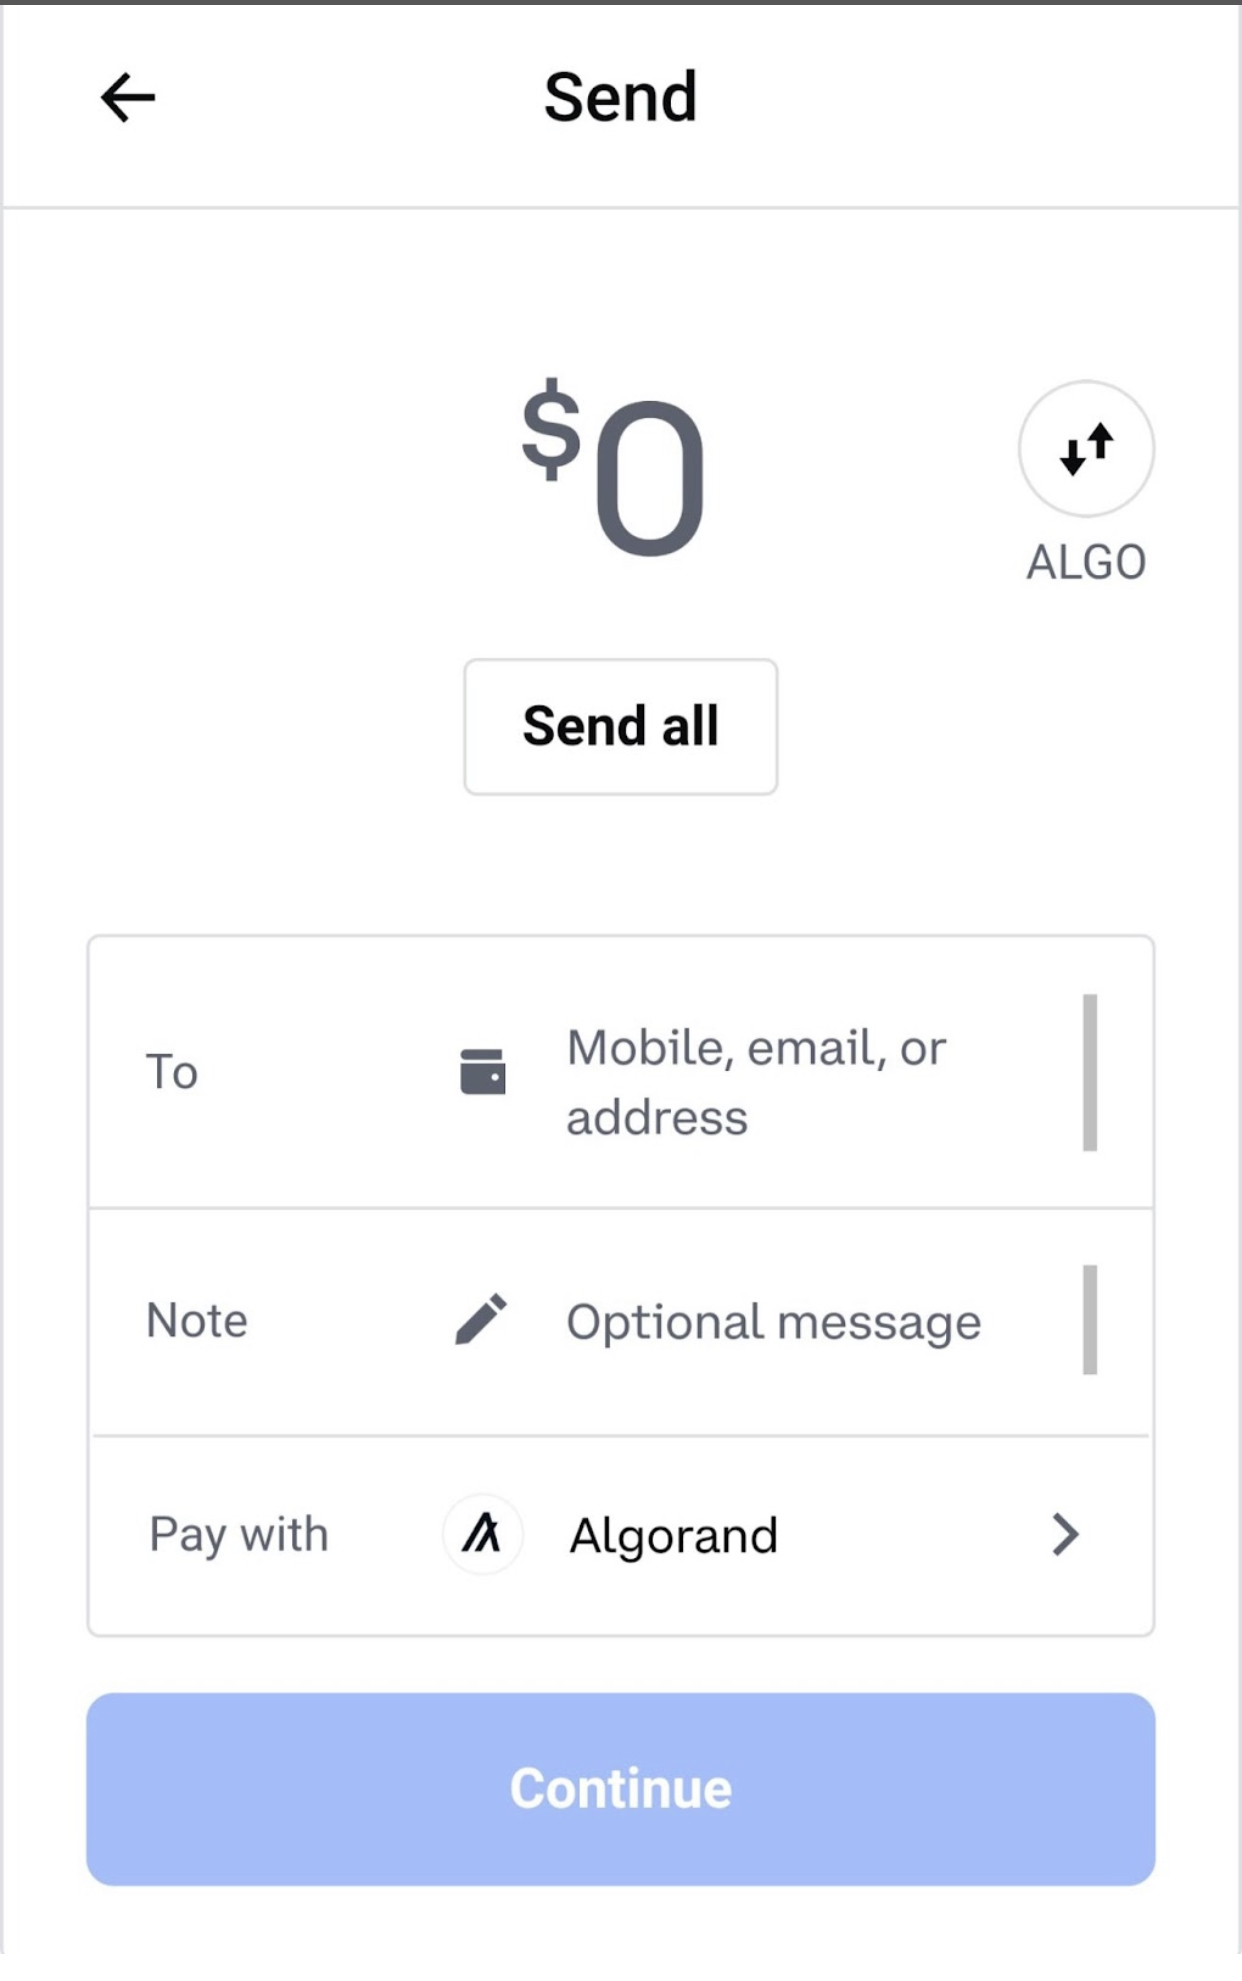 Send
$0
ALGO
Send all
To
Mobile, email, or
address
Note
Optional message
Pay with
Algorand
Continue